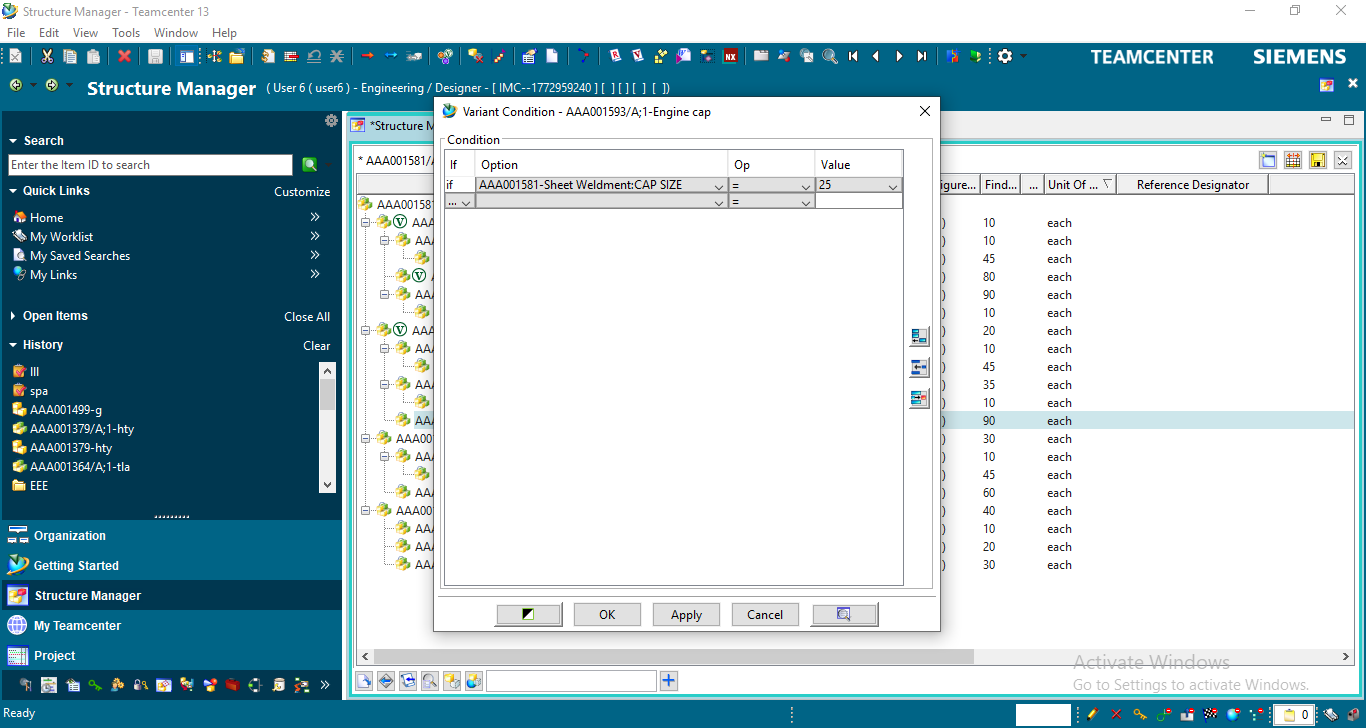 Structure Manager - Teamcenter 13
File Edit View Tools Window Help
TEAMCENTER SIEMENS
Structure Manager ( User 6 ( user6 ) - Engineering / Designer - [ IMC--1772959240 ] [ ] [ ] [ ] [ ])
Search
Enter the Item ID to search
Quick Links Customize
Home
My Worklist
My Saved Searches
My Links
Open Items Close All
History Clear
lll
spa
AAA001499-g
AAA001379/A;1-hty
AAA001379-hty
AAA001364/A;1-tla
EEE
Organization
Getting Started
Structure Manager
My Teamcenter
Project
*Structure M
* AAA001581/
igure... Find... ... Unit Of ... Reference Designator
AAA001581
AAA ) 10 each
AAA ) 10 each
) 45 each
) 80 each
AAA ) 90 each
) 10 each
AAA ) 20 each
AAA ) 10 each
) 45 each
AAA ) 35 each
) 10 each
AAA ) 90 each
AAA00 ) 30 each
AAA ) 10 each
) 45 each
AAA ) 60 each
AAA00 ) 40 each
AAA ) 10 each
AAA ) 20 each
AAA ) 30 each
Variant Condition - AAA001593/A;1-Engine cap
Condition
If Option Op Value
if AAA001581-Sheet Weldment:CAP SIZE = 25
... =
OK Apply Cancel
Activate Windows
Go to Settings to activate Windows.
Ready 0